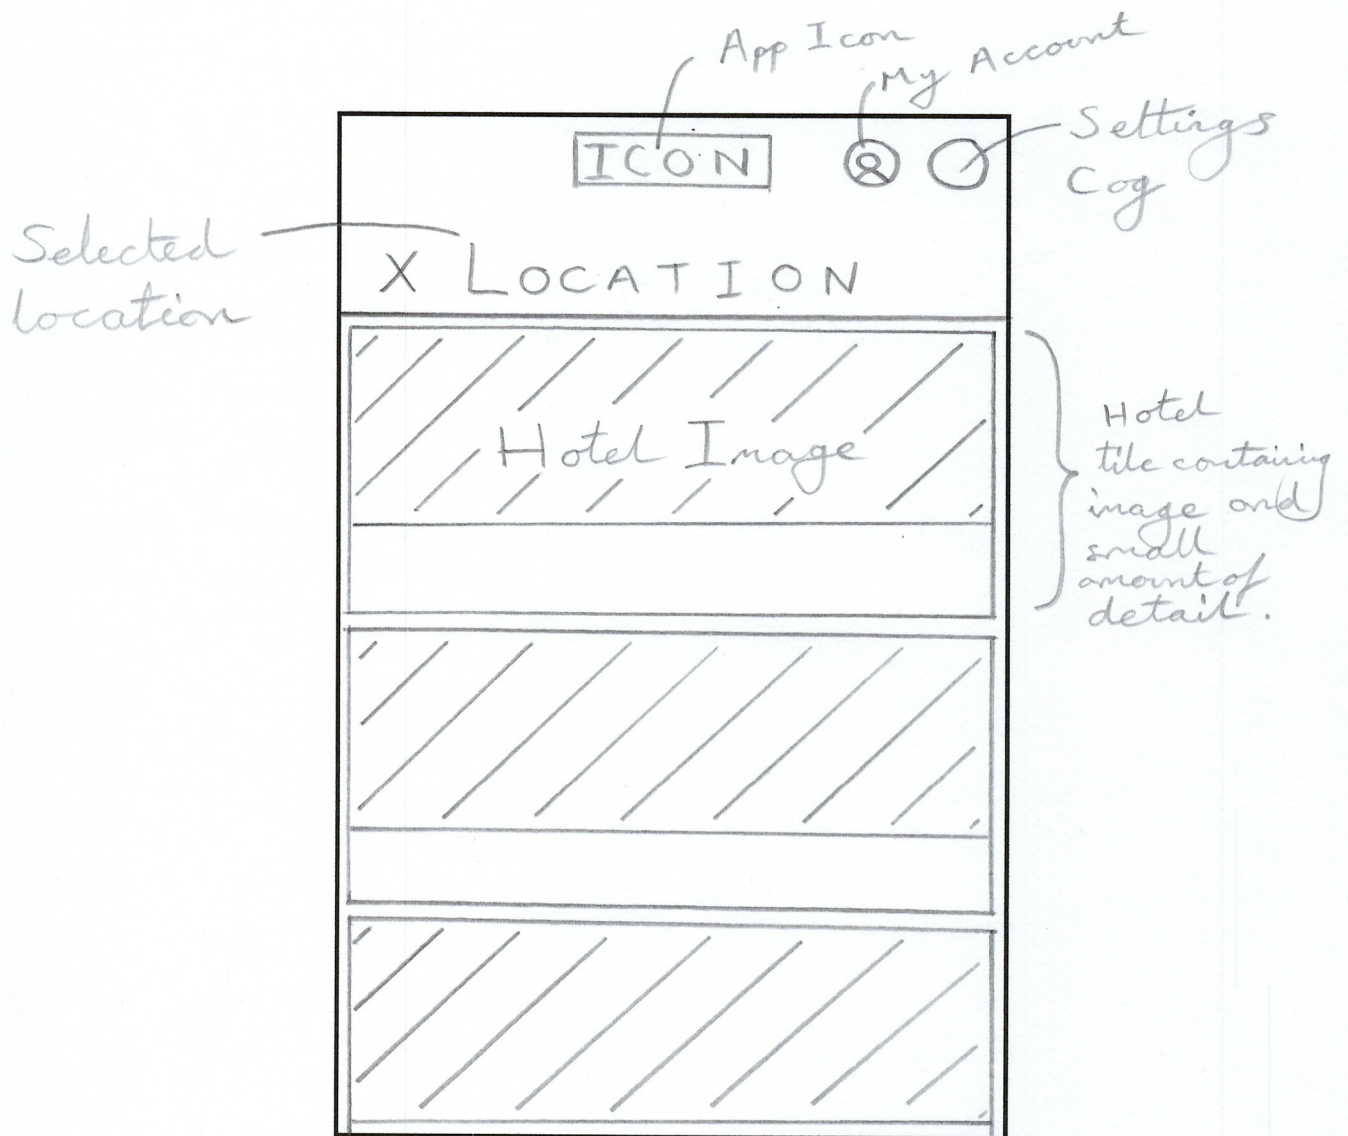 App Icon
My Account
Settings
Cog
ICON
Selected
location
X LOCATION
Hotel Image
Hotel
tile containing
image and
small
amount of
detail.